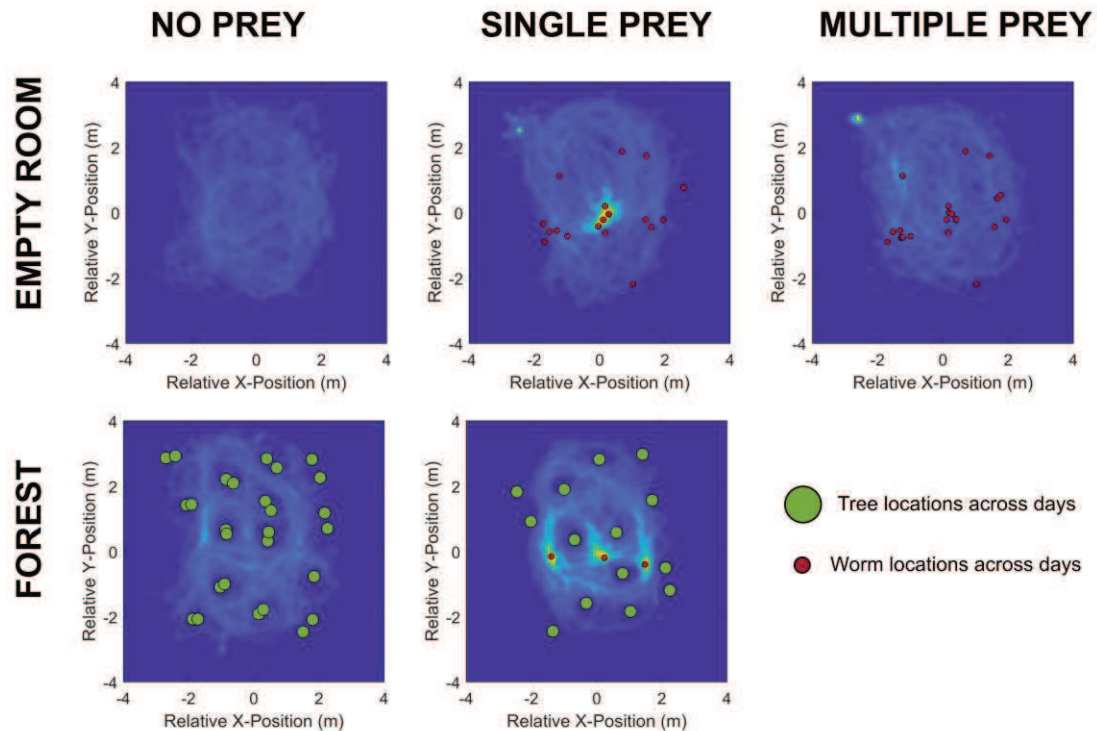 NO PREY
SINGLE PREY
MULTIPLE PREY
EMPTY ROOM
4
2
0
-2
-4
Relative Y-Position (m)
-4 -2 0 2 4
Relative X-Position (m)
4
2
0
-2
-4
Relative Y-Position (m)
-4 -2 0 2 4
Relative X-Position (m)
4
2
0
-2
-4
Relative Y-Position (m)
-4 -2 0 2 4
Relative X-Position (m)
FOREST
4
2
0
-2
-4
Relative Y-Position (m)
-4 -2 0 2 4
Relative X-Position (m)
4
2
0
-2
-4
Relative Y-Position (m)
-4 -2 0 2 4
Relative X-Position (m)
Tree locations across days
Worm locations across days